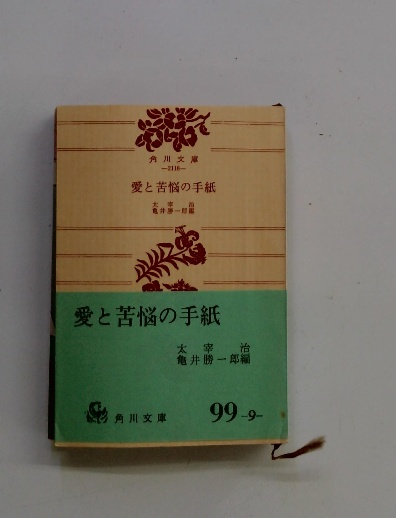 角川文庫
—2116—
愛と苦悩の手紙
太宰治
亀井勝一郎編
愛と苦悩の手紙
太宰治
亀井勝一郎編
角川文庫 99-9-